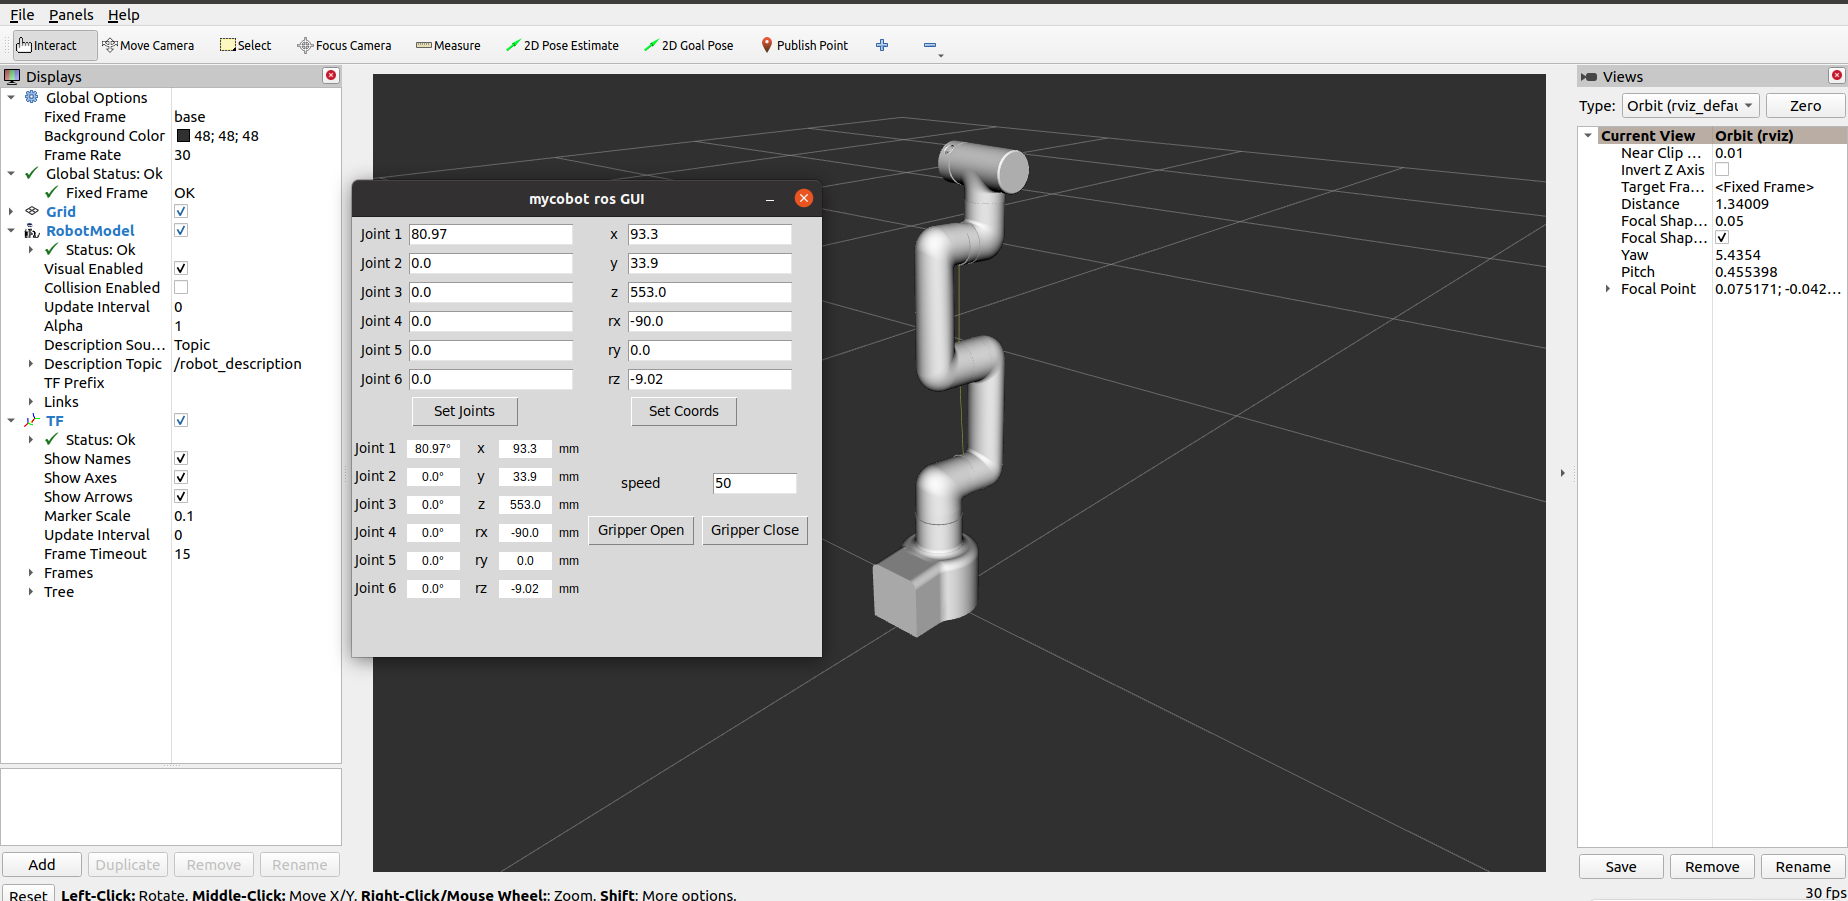 File Panels Help
Interact Move Camera Select Focus Camera Measure 2D Pose Estimate 2D Goal Pose Publish Point
Displays
Global Options
Fixed Frame base
Background Color 48; 48; 48
Frame Rate 30
Global Status: Ok
Fixed Frame OK
Grid
RobotModel
Status: Ok
Visual Enabled
Collision Enabled
Update Interval 0
Alpha 1
Description Sou... Topic
Description Topic /robot_description
TF Prefix
Links
TF
Status: Ok
Show Names
Show Axes
Show Arrows
Marker Scale 0.1
Update Interval 0
Frame Timeout 15
Frames
Tree
Add Duplicate Remove Rename
mycobot ros GUI
Joint 1 80.97 x 93.3
Joint 2 0.0 y 33.9
Joint 3 0.0 z 553.0
Joint 4 0.0 rx -90.0
Joint 5 0.0 ry 0.0
Joint 6 0.0 rz -9.02
Set Joints Set Coords
Joint 1 80.97° x 93.3 mm
Joint 2 0.0° y 33.9 mm
Joint 3 0.0° z 553.0 mm
Joint 4 0.0° rx -90.0 mm
Joint 5 0.0° ry 0.0 mm
Joint 6 0.0° rz -9.02 mm
speed 50
Gripper Open Gripper Close
Views
Type: Orbit (rviz_defau Zero
Current View Orbit (rviz)
Near Clip ... 0.01
Invert Z Axis
Target Fra... <Fixed Frame>
Distance 1.34009
Focal Shap... 0.05
Focal Shap...
Yaw 5.4354
Pitch 0.455398
Focal Point 0.075171; -0.042...
Save Remove Rename
Reset Left-Click: Rotate. Middle-Click: Move X/Y. Right-Click/Mouse Wheel:: Zoom. Shift: More options.
30 fps